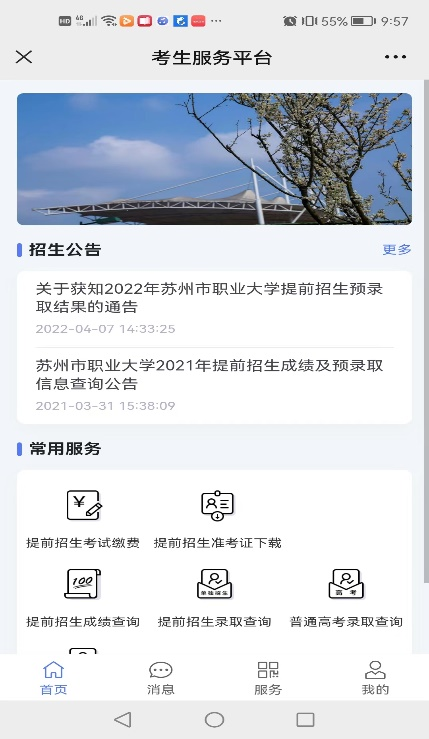 HD 4G 55% 9:57
考生服务平台
招生公告 更多
关于获知2022年苏州市职业大学提前招生预录
取结果的通告
2022-04-07 14:33:25
苏州市职业大学2021年提前招生成绩及预录取
信息查询公告
2021-03-31 15:38:09
常用服务
¥
提前招生考试缴费 提前招生准考证下载
100 单独招生 高考
提前招生成绩查询 提前招生录取查询 普通高考录取查询
首页 消息 服务 我的